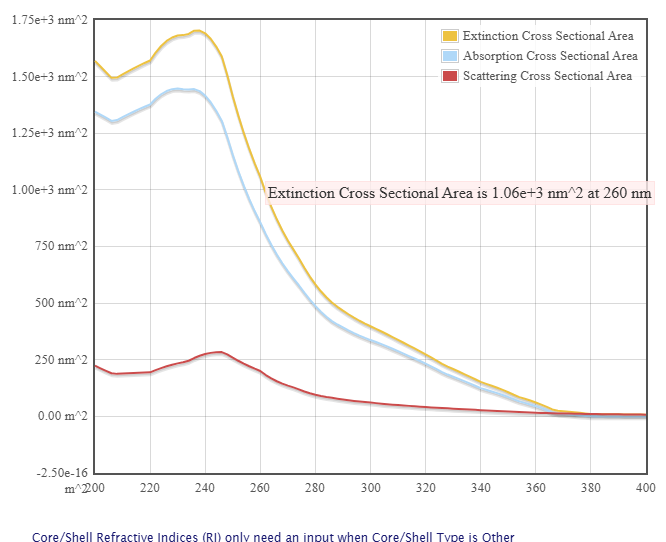 1.75e+3 nm^2
Extinction Cross Sectional Area
Absorption Cross Sectional Area
1.50e+3 nm^2
Scattering Cross Sectional Area
1.25e+3 nm^2
1.00e+3 nm^2
Extinction Cross Sectional Area is 1.06e+3 nm^2 at 260 nm
750 nm^2
500 nm^2
250 nm^2
0.00 m^2
-2.50e-16
m^2
200 220 240 260 280 300 320 340 360 380 400
Core/Shell Refractive Indices (RI) only need an input when Core/Shell Type is Other